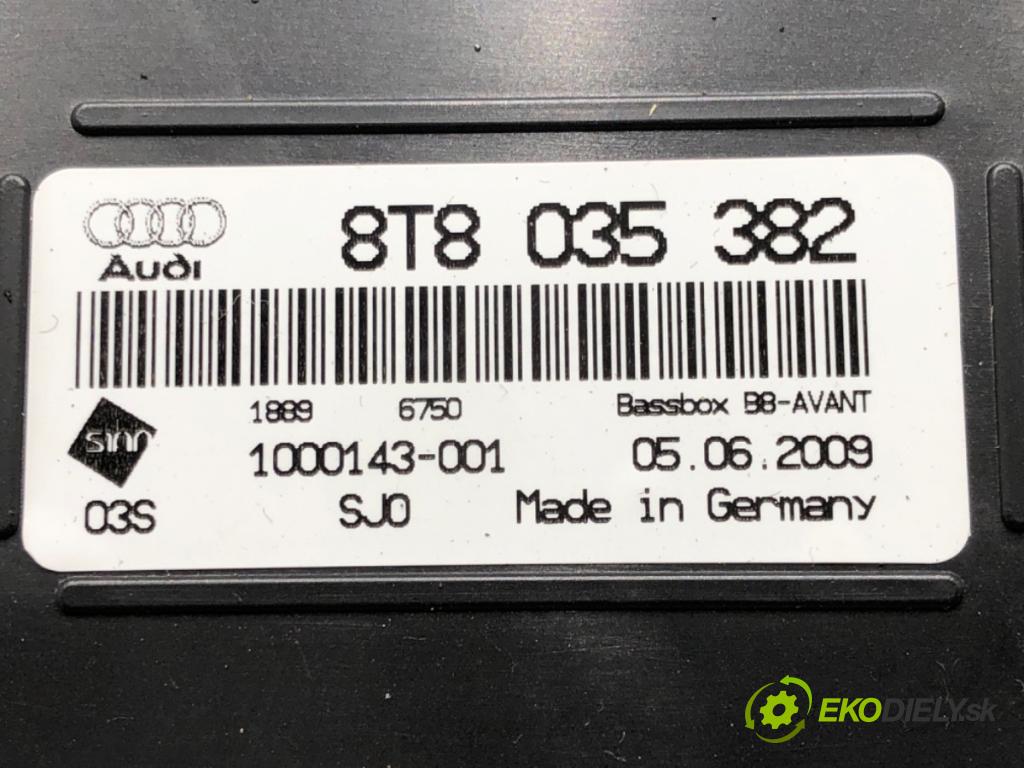 8T8 035 382
Audi
1889 6750 Bassbox B8-AVANT
sinn
1000143-001 05.06.2009
03S SJ0 Made in Germany
EKODIELY.sk